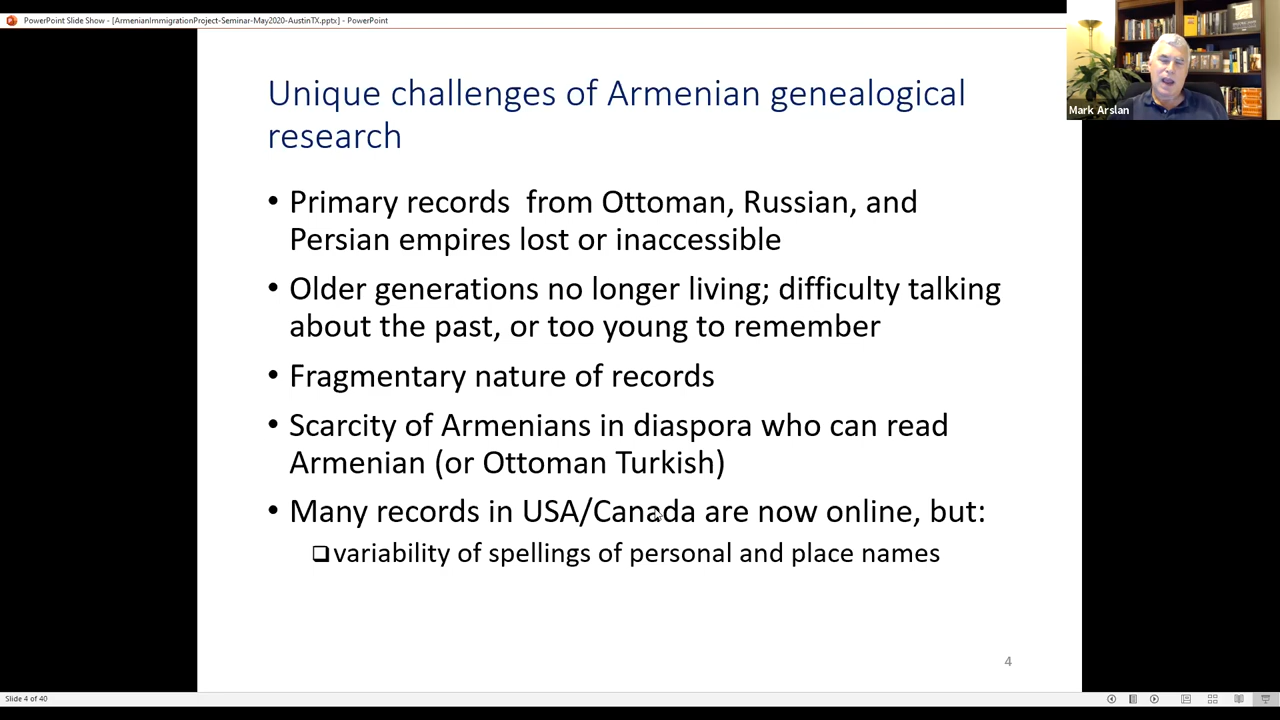 PowerPoint Slide Show - [ArmenianImmigrationProject-Seminar-May2020-AustinTX.pptx] - PowerPoint
Mark Arslan
Unique challenges of Armenian genealogical
research
• Primary records  from Ottoman, Russian, and
Persian empires lost or inaccessible
• Older generations no longer living; difficulty talking
about the past, or too young to remember
• Fragmentary nature of records
• Scarcity of Armenians in diaspora who can read
Armenian (or Ottoman Turkish)
• Many records in USA/Canada are now online, but:
❑variability of spellings of personal and place names
4
Slide 4 of 40